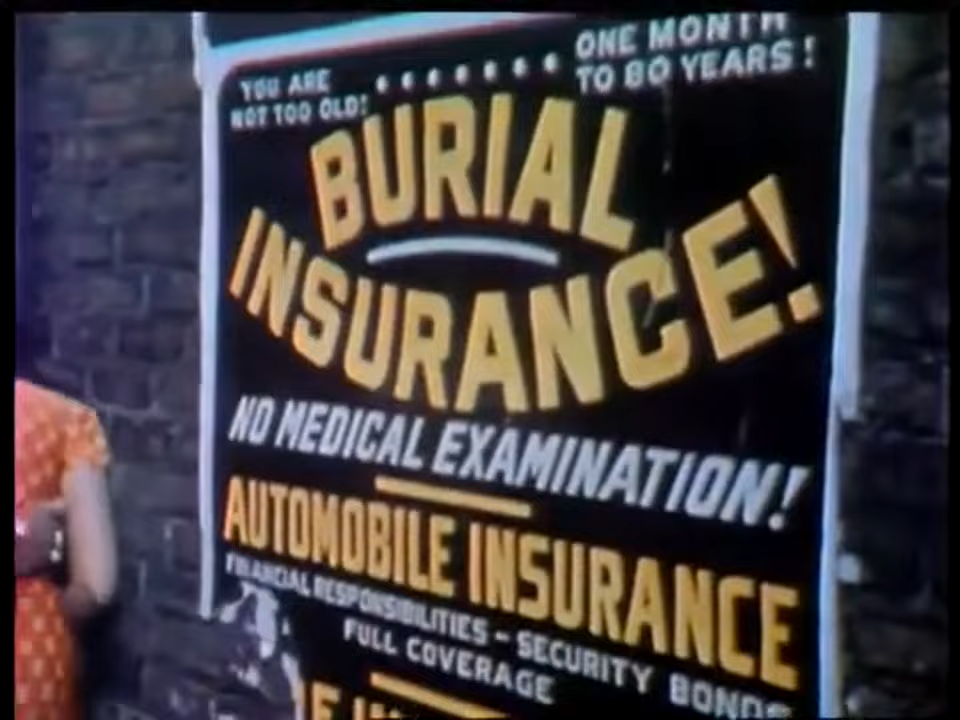 YOU ARE
NOT TOO OLD!
ONE MONTH
TO 80 YEARS!
BURIAL
INSURANCE!
NO MEDICAL EXAMINATION!
AUTOMOBILE INSURANCE
FINANCIAL RESPONSIBILITIES - SECURITY BONDS
FULL COVERAGE